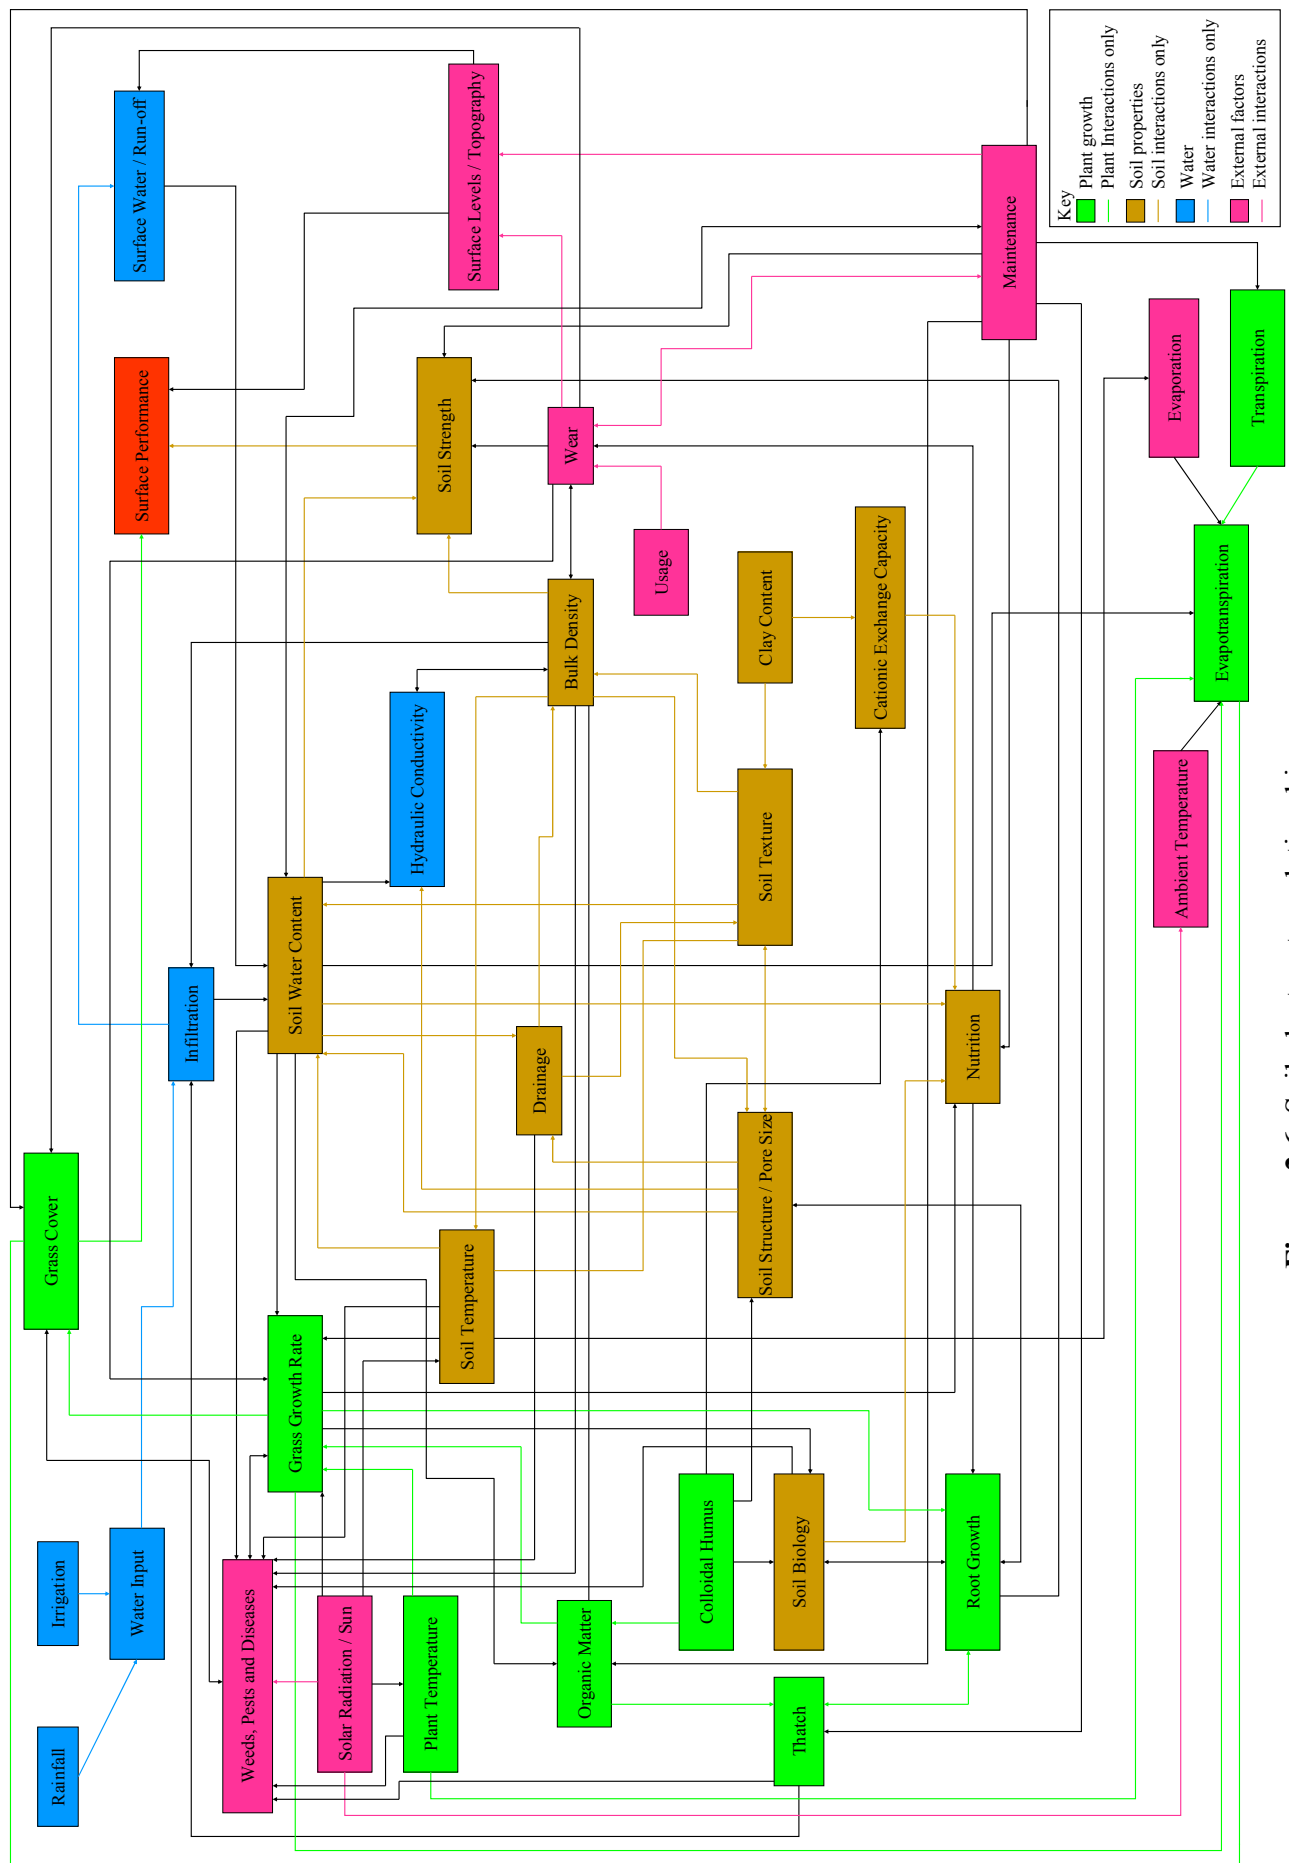 Rainfall
Irrigation
Grass Cover
Water Input
Surface Performance
Surface Water / Run-off
Infiltration
Weeds, Pests and Diseases
Grass Growth Rate
Soil Water Content
Solar Radiation / Sun
Plant Temperature
Hydraulic Conductivity
Soil Temperature
Soil Strength
Surface Levels / Topography
Drainage
Organic Matter
Bulk Density
Wear
Usage
Colloidal Humus
Soil Structure / Pore Size
Soil Texture
Clay Content
Thatch
Soil Biology
Cationic Exchange Capacity
Root Growth
Nutrition
Maintenance
Ambient Temperature
Evaporation
Evapotranspiration
Transpiration
Key
Plant growth
Plant Interactions only
Soil properties
Soil interactions only
Water
Water interactions only
External factors
External interactions